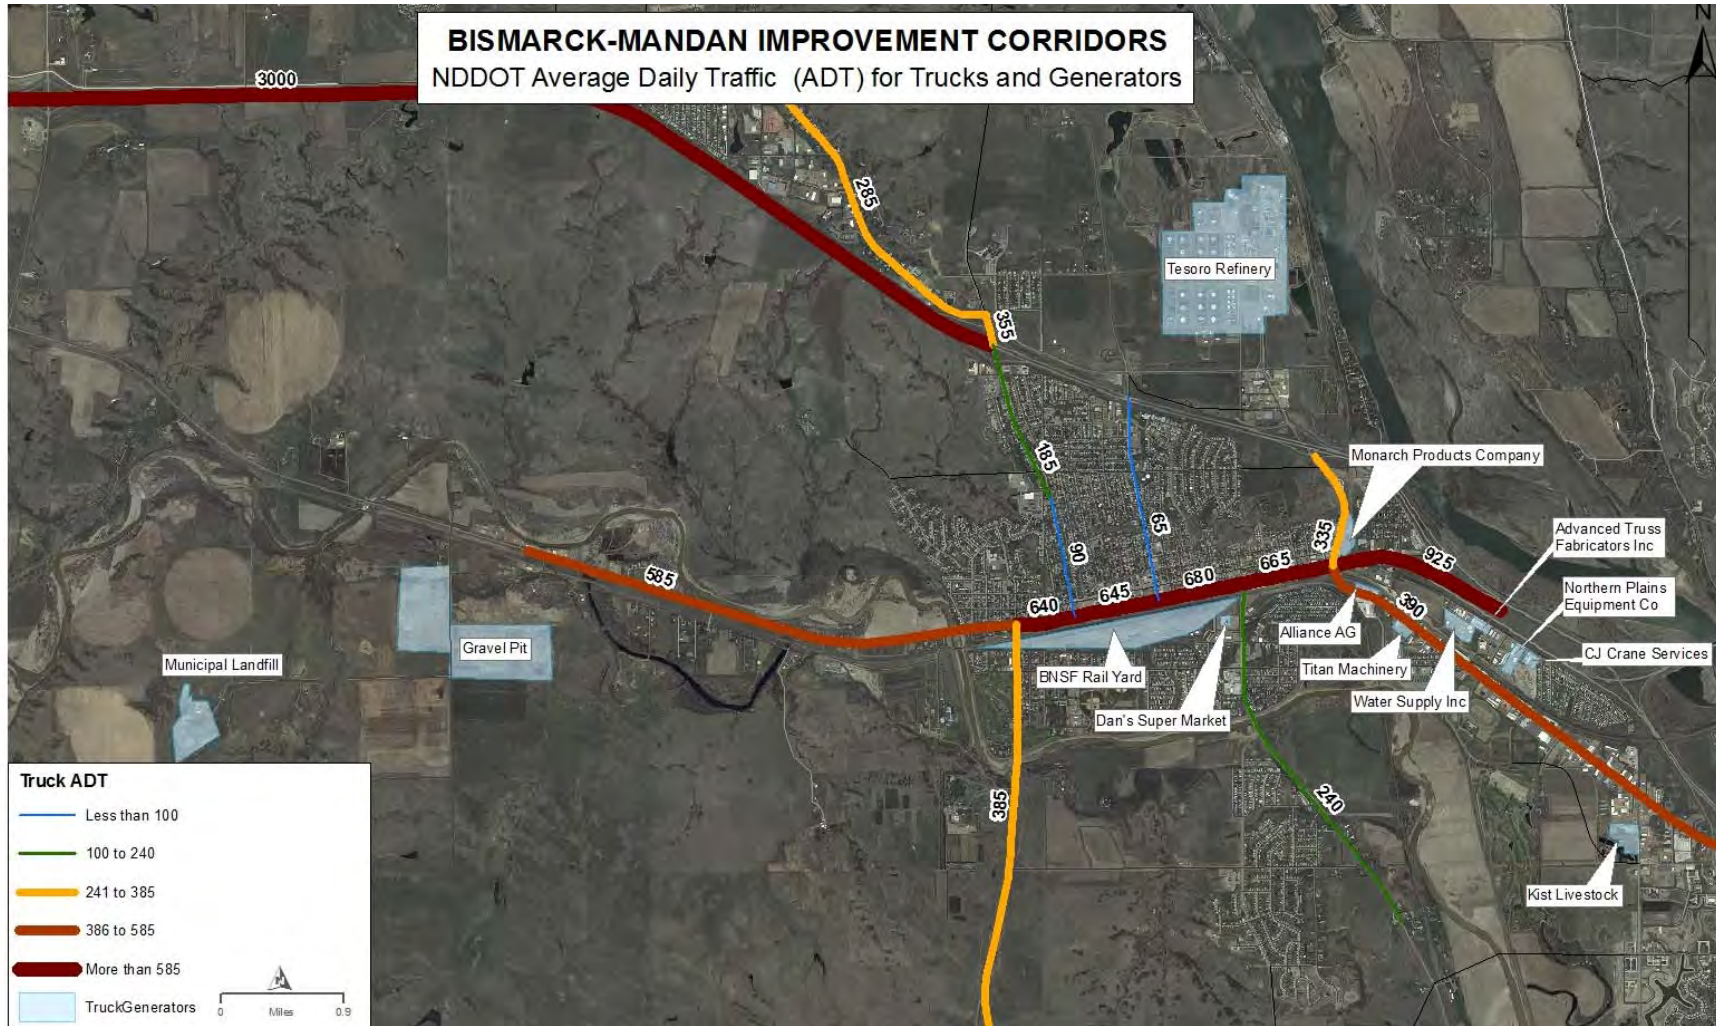 BISMARCK-MANDAN IMPROVEMENT CORRIDORS
NDDOT Average Daily Traffic (ADT) for Trucks and Generators
N
3000
285
355
Tesoro Refinery
185
65
90
335
Monarch Products Company
925
Advanced Truss
Fabricators Inc
Northern Plains
Equipment Co
CJ Crane Services
585
640
645
680
665
390
Alliance AG
Titan Machinery
Water Supply Inc
Gravel Pit
Municipal Landfill
BNSF Rail Yard
Dan's Super Market
385
240
Kist Livestock
Truck ADT
Less than 100
100 to 240
241 to 385
386 to 585
More than 585
TruckGenerators
N
0 Miles 0.9